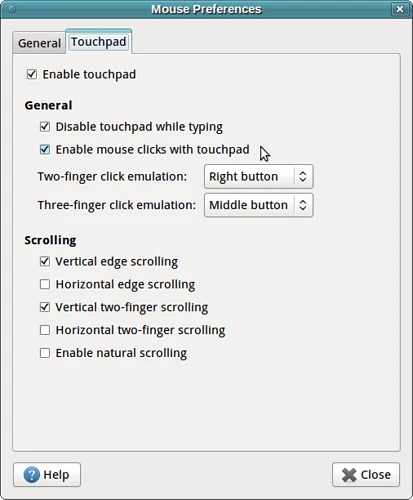 Mouse Preferences
General
Touchpad
Enable touchpad
General
Disable touchpad while typing
Enable mouse clicks with touchpad
Two-finger click emulation: Right button
Three-finger click emulation: Middle button
Scrolling
Vertical edge scrolling
Horizontal edge scrolling
Vertical two-finger scrolling
Horizontal two-finger scrolling
Enable natural scrolling
Help
Close